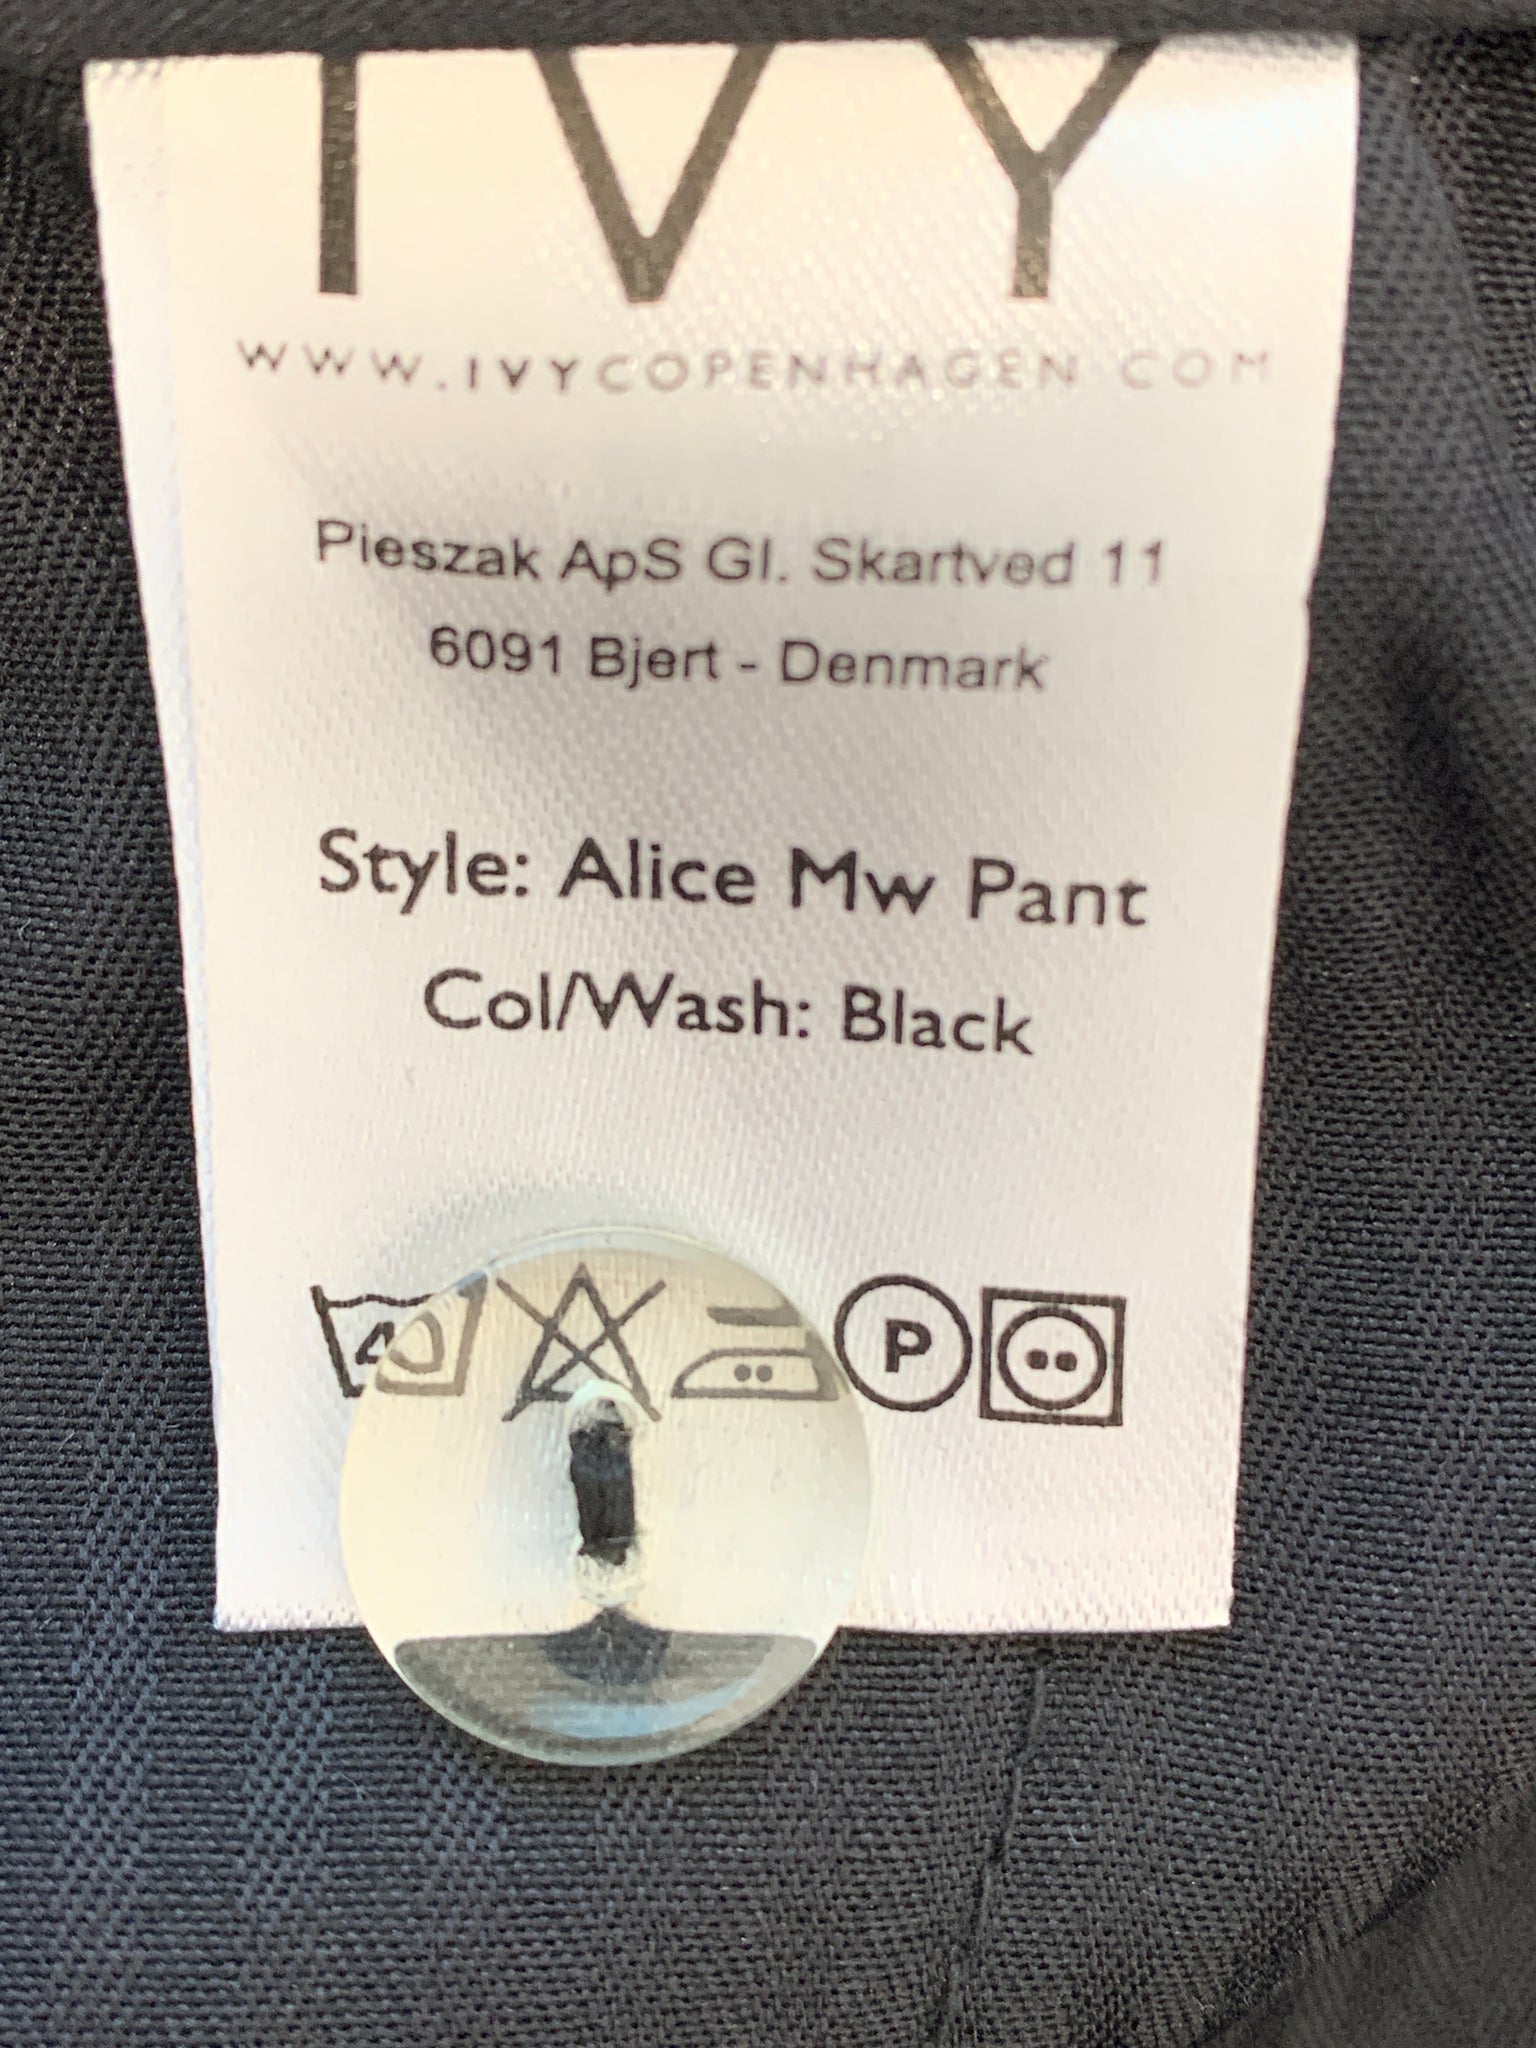 IVY
WWW.IVYCOPENHAGEN.COM
Pieszak ApS Gl. Skartved 11
6091 Bjert - Denmark
Style: Alice Mw Pant
Col/Wash: Black
40 P